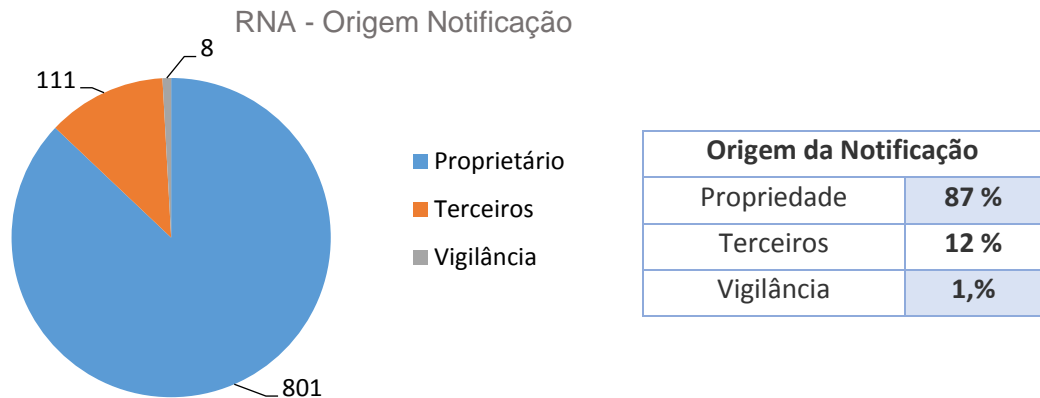 RNA - Origem Notificação
8
111
801
Proprietário
Terceiros
Vigilância
Origem da Notificação
Propriedade 87 %
Terceiros 12 %
Vigilância 1,%